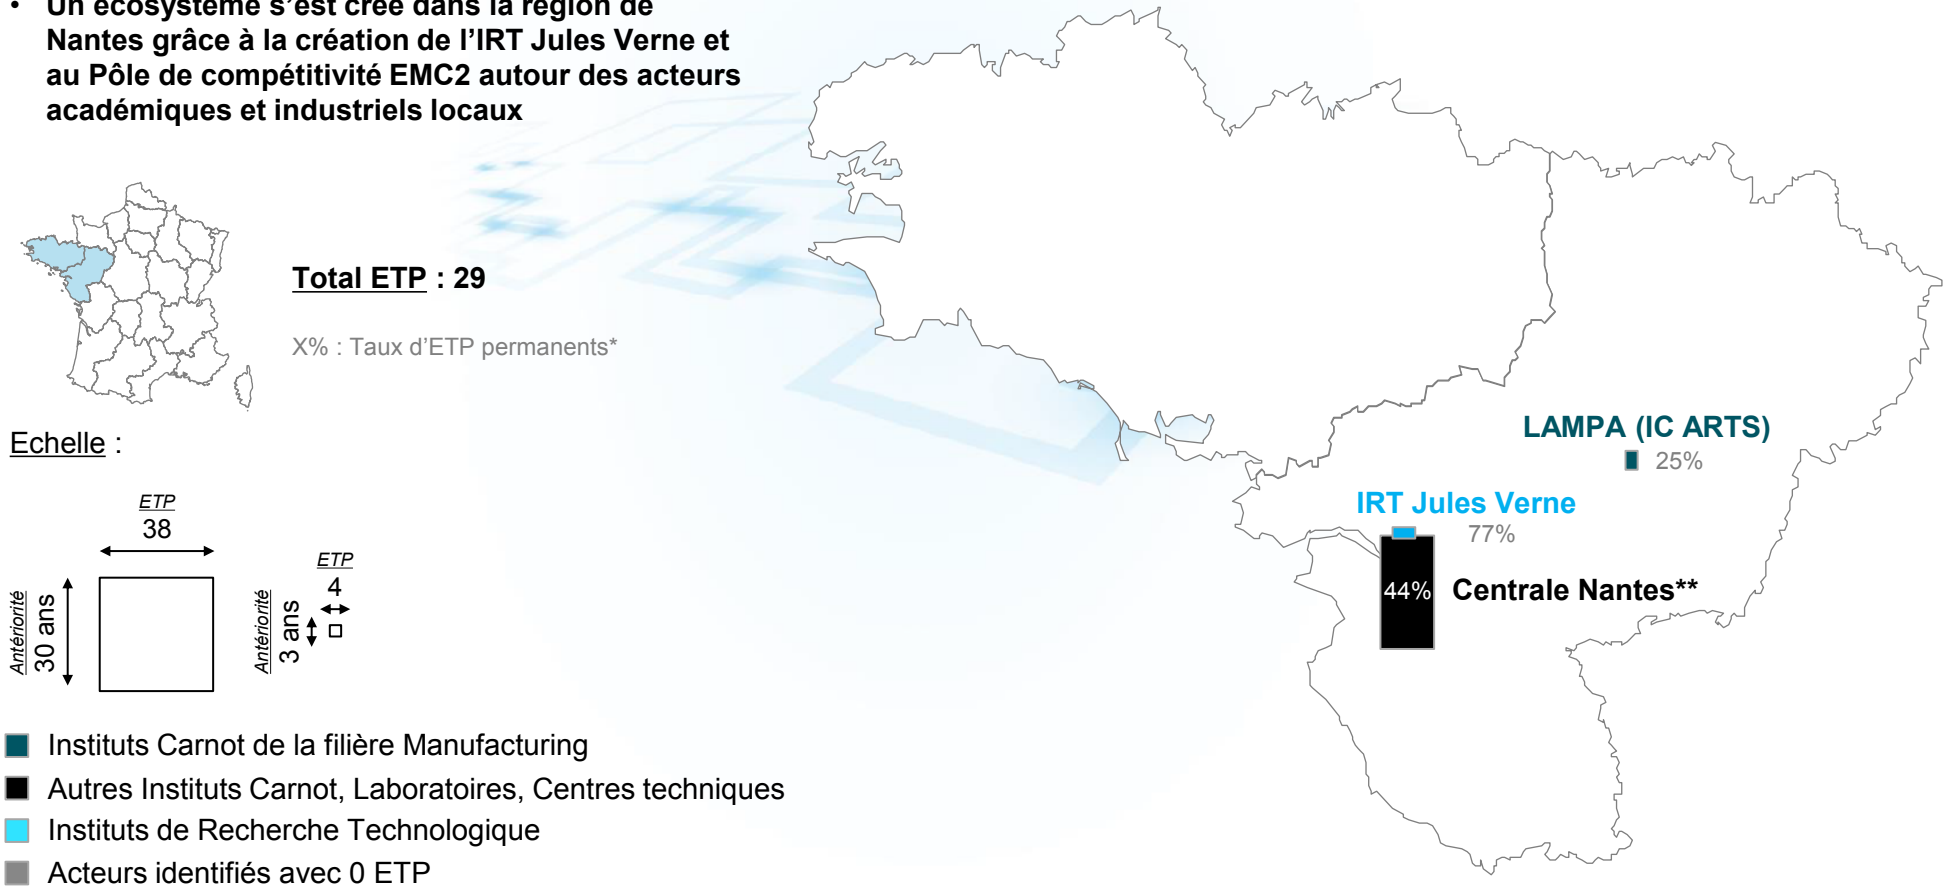 • Un écosystème s'est créé dans la région de
Nantes grâce à la création de l'IRT Jules Verne et
au Pôle de compétitivité EMC2 autour des acteurs
académiques et industriels locaux
Total ETP : 29
X% : Taux d'ETP permanents*
Echelle :
ETP
38
Antériorité
30 ans
ETP
4
Antériorité
3 ans
Instituts Carnot de la filière Manufacturing
Autres Instituts Carnot, Laboratoires, Centres techniques
Instituts de Recherche Technologique
Acteurs identifiés avec 0 ETP
LAMPA (IC ARTS)
25%
IRT Jules Verne
77%
44%
Centrale Nantes**